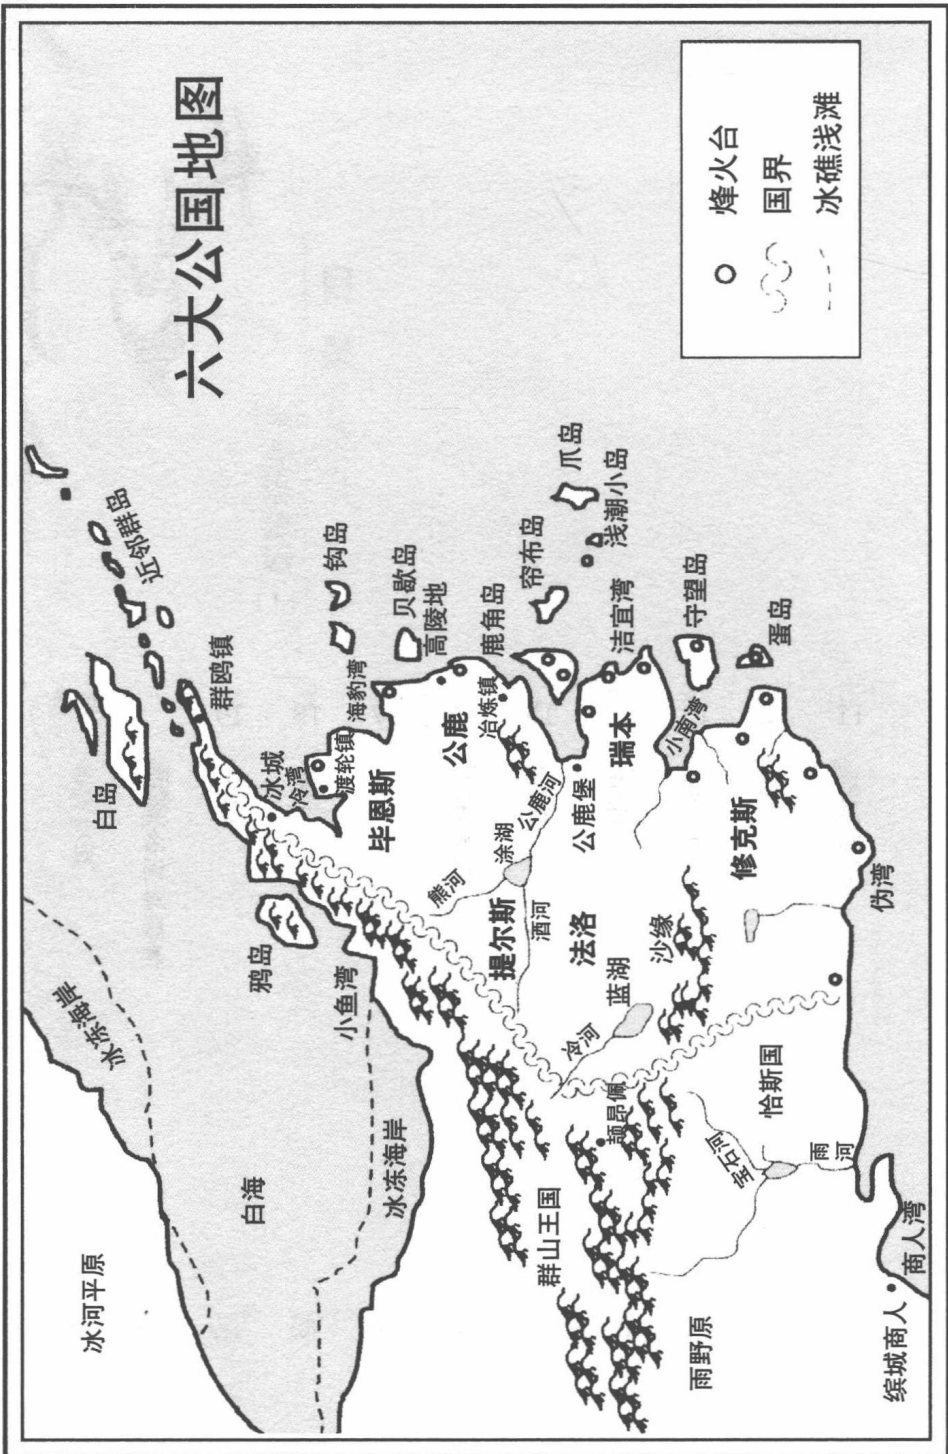 六大公国地图
烽火台
国界
冰礁浅滩
冰河平原
白岛
冰冻海岸
近邻群岛
群鸥镇
白海
鸦岛
冰城
冷湾
钩岛
小鱼湾
渡轮镇
海豹湾
冰冻海岸
毕恩斯
贝歇岛
高陵地
熊河
公鹿
冶炼镇
鹿角岛
提尔斯
涂湖
公鹿河
帘布岛
酒河
群山王国
法洛
公鹿堡
爪岛
冷河
浅潮小岛
蓝湖
颉昂佩
瑞本
洁宜湾
沙缘
小南湾
守望岛
雨野原
宝石河
修克斯
恰斯国
蛋岛
雨河
伪湾
缤城商人
商人湾